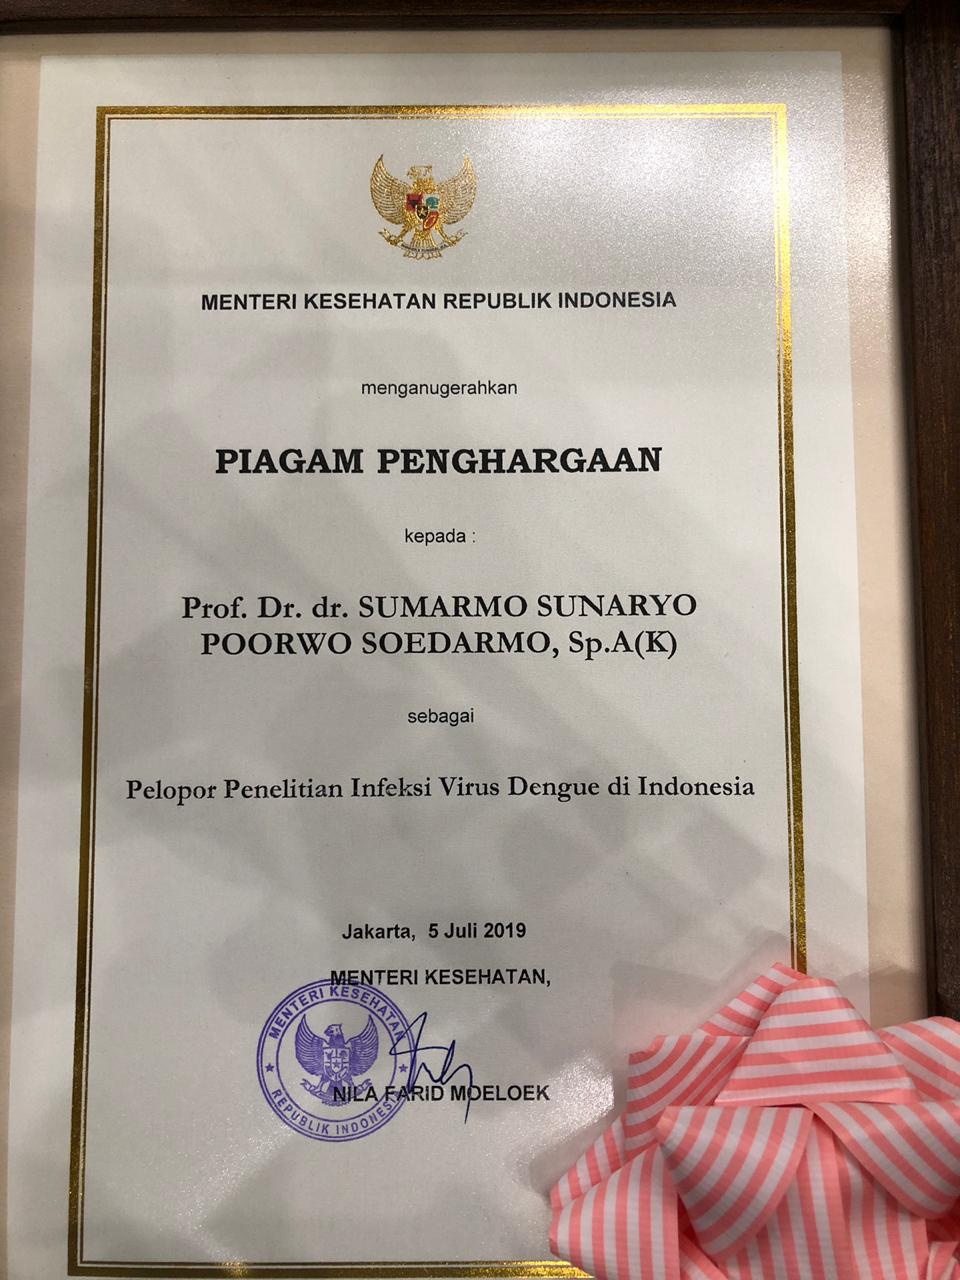 MENTERI KESEHATAN REPUBLIK INDONESIA
menganugerahkan
PIAGAM PENGHARGAAN
kepada :
Prof. Dr. dr. SUMARMO SUNARYO
POORWO SOEDARMO, Sp.A(K)
sebagai
Pelopor Penelitian Infeksi Virus Dengue di Indonesia
Jakarta, 5 Juli 2019
MENTERI KESEHATAN,
MENTERI KESEHATAN
REPUBLIK INDONESIA
NILA FARID MOELOEK